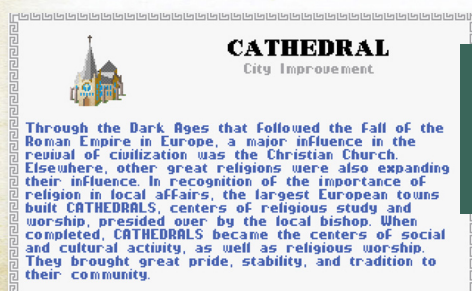 CATHEDRAL
City Improvement
Through the Dark Ages that followed the fall of the
Roman Empire in Europe, a major influence in the
revival of civilization was the Christian Church.
Elsewhere, other great religions were also expanding
their influence. In recognition of the importance of
religion in local affairs, the largest European towns
built CATHEDRALS, centers of religious study and
worship, presided over by the local bishop. When
completed, CATHEDRALS became the centers of social
and cultural activity, as well as religious worship.
They brought great pride, stability, and tradition to
their community.